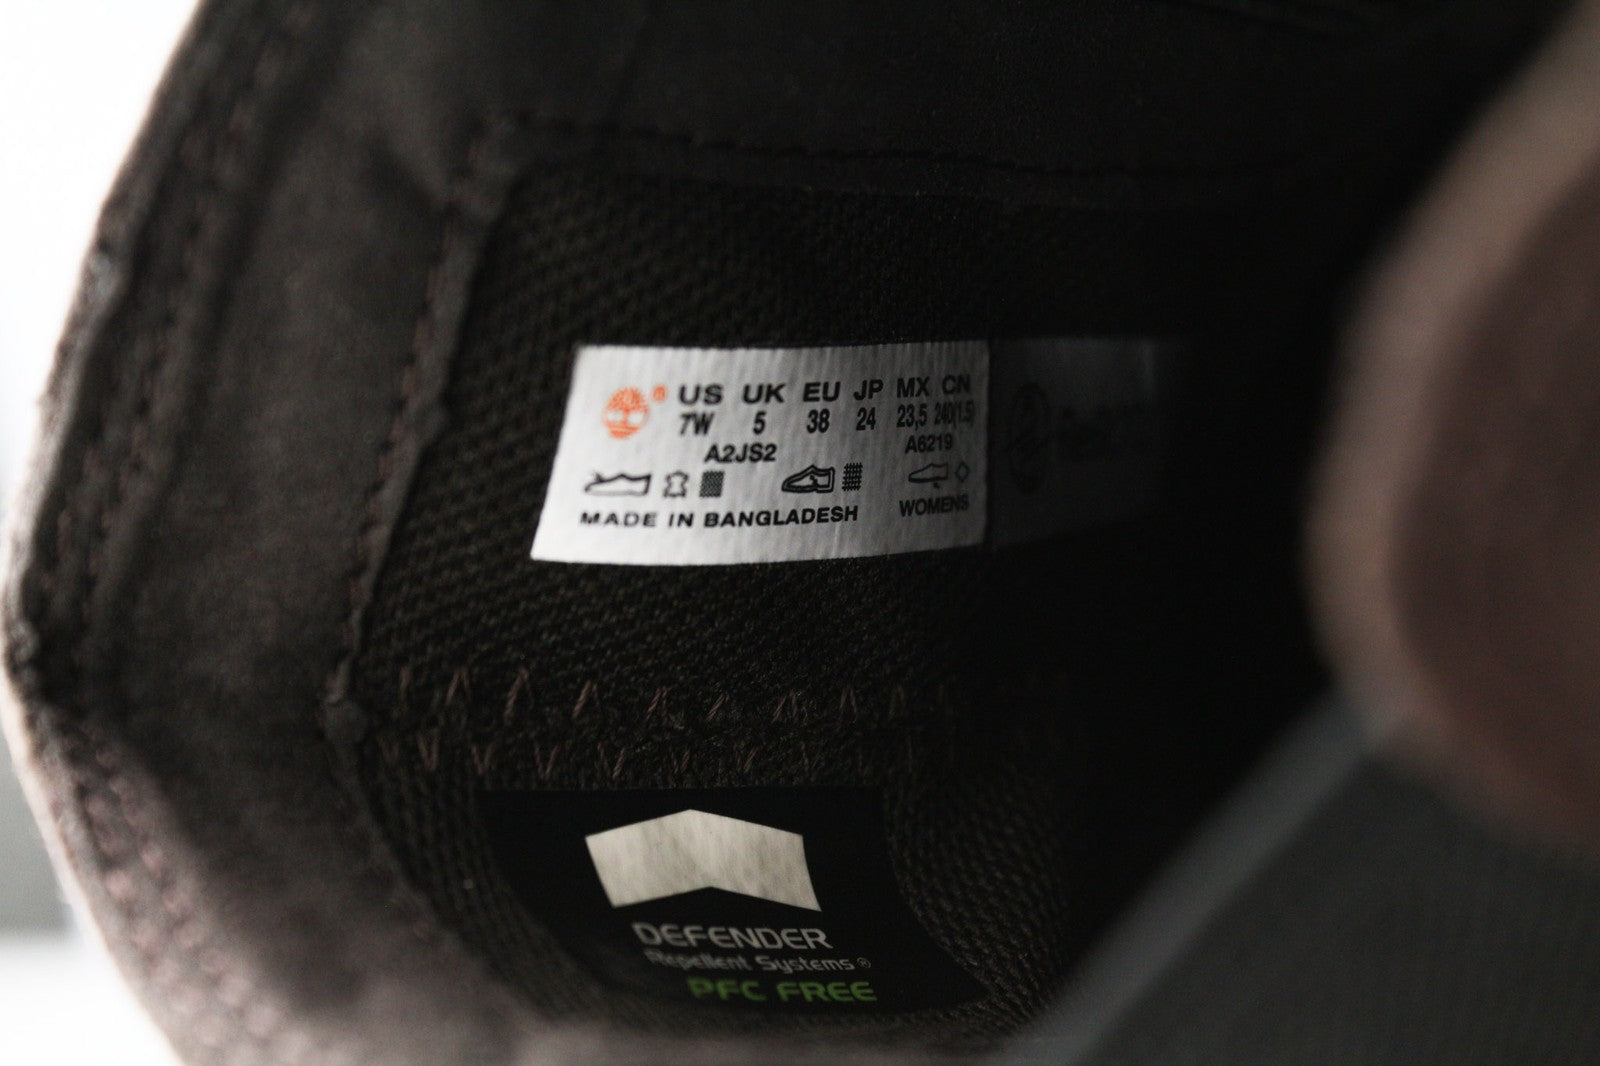 ® US UK EU JP MX CN
7W 5 38 24 23,5 240(1.5)
A2JS2 A6219
MADE IN BANGLADESH WOMENS
DEFENDER
Repellent Systems®
PFC FREE